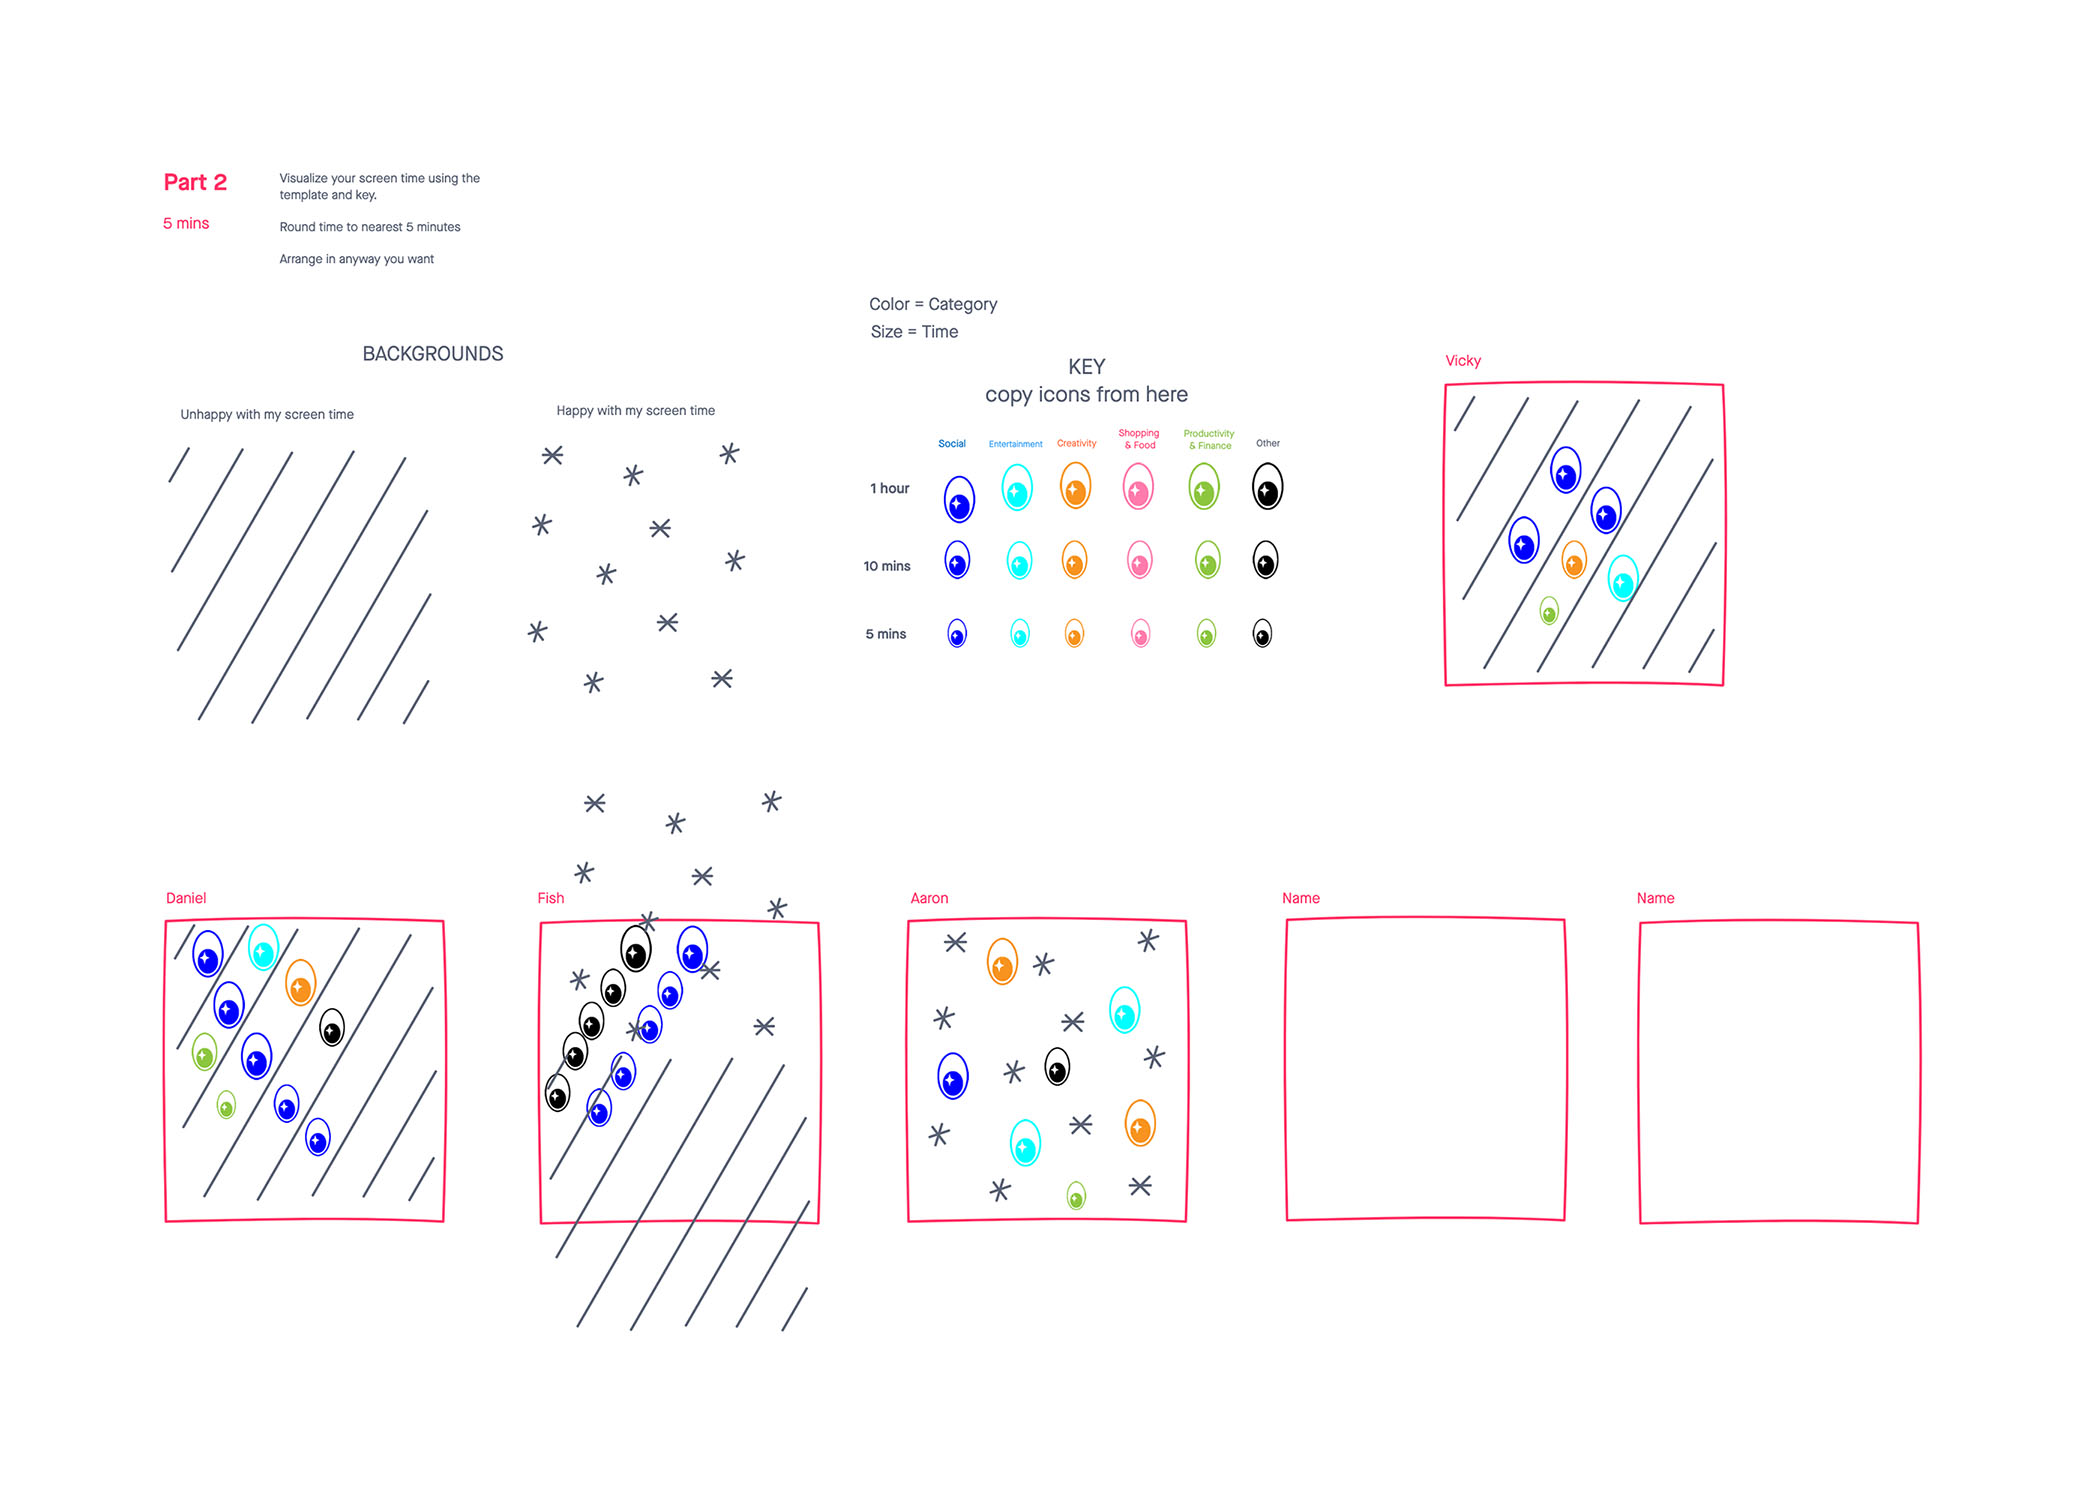 Part 2
5 mins
Visualize your screen time using the
template and key.
Round time to nearest 5 minutes
Arrange in anyway you want
BACKGROUNDS
Unhappy with my screen time
Happy with my screen time
Color = Category
Size = Time
KEY
copy icons from here
Social
Entertainment
Creativity
Shopping
& Food
Productivity
& Finance
Other
1 hour
10 mins
5 mins
Vicky
Daniel
Fish
Aaron
Name
Name